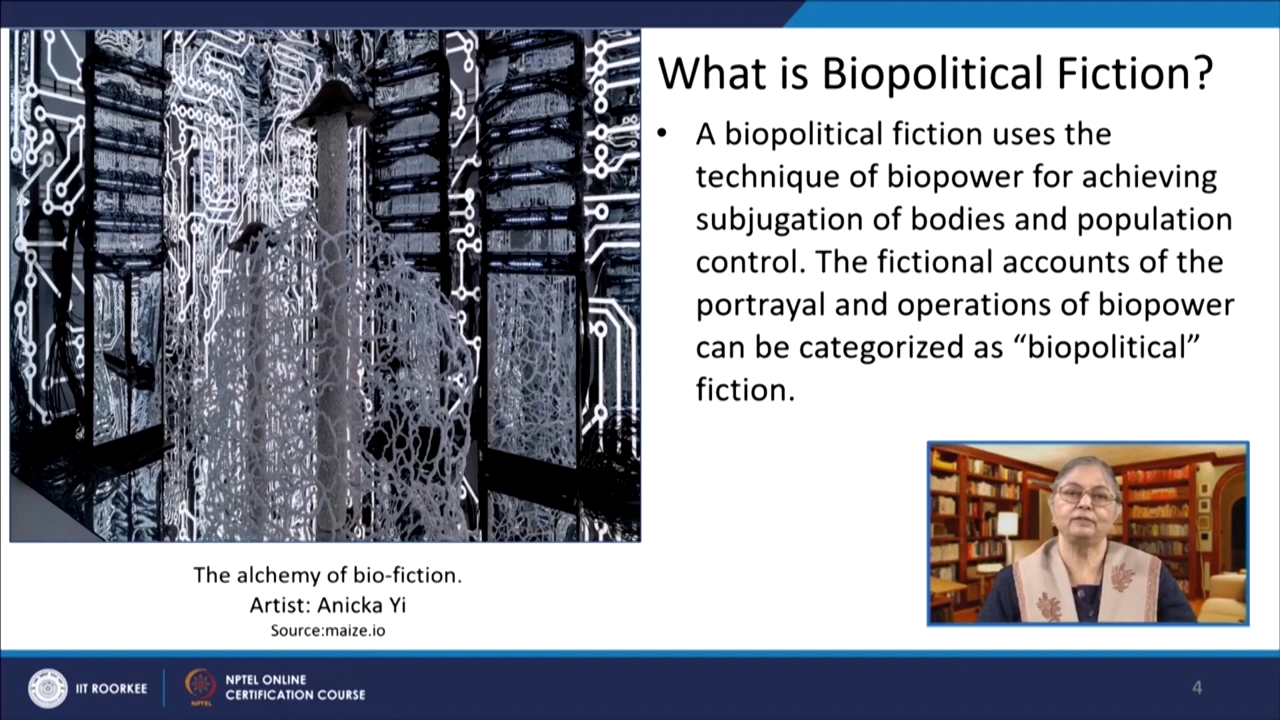 What is Biopolitical Fiction?
• A biopolitical fiction uses the
technique of biopower for achieving
subjugation of bodies and population
control. The fictional accounts of the
portrayal and operations of biopower
can be categorized as “biopolitical”
fiction.
The alchemy of bio-fiction.
Artist: Anicka Yi
Source:maize.io
IIT ROORKEE
NPTEL
NPTEL ONLINE
CERTIFICATION COURSE
4